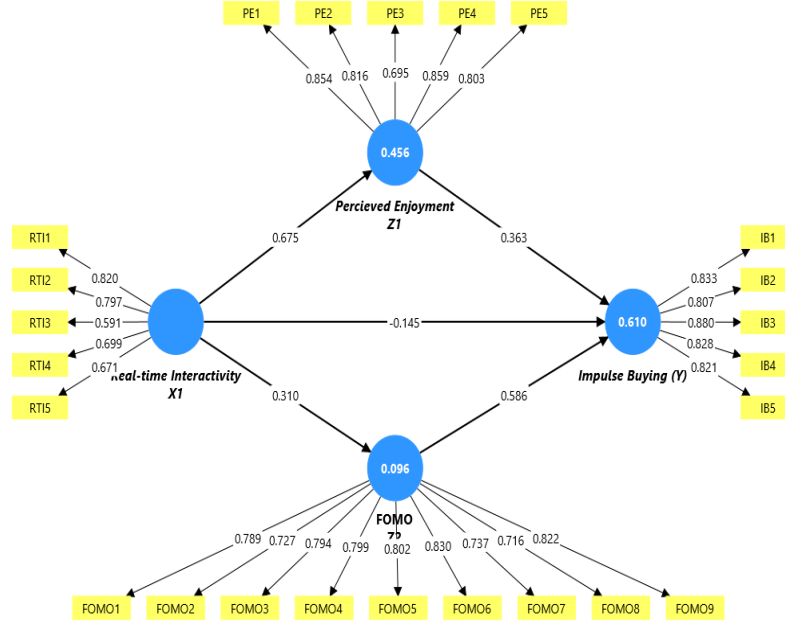 PE1 PE2 PE3 PE4 PE5
0.854 0.816 0.695 0.859 0.803
0.456
Percieved Enjoyment
Z1
RTI1
RTI2
RTI3
RTI4
RTI5
0.820
0.797
0.591
0.699
0.671
0.675
0.363
-0.145
0.310
0.586
Real-time Interactivity
X1
0.610
Impulse Buying (Y)
0.833
0.807
0.880
0.828
0.821
IB1
IB2
IB3
IB4
IB5
0.096
FOMO
Z2
0.789 0.727 0.794 0.799 0.802 0.830 0.737 0.716 0.822
FOMO1 FOMO2 FOMO3 FOMO4 FOMO5 FOMO6 FOMO7 FOMO8 FOMO9